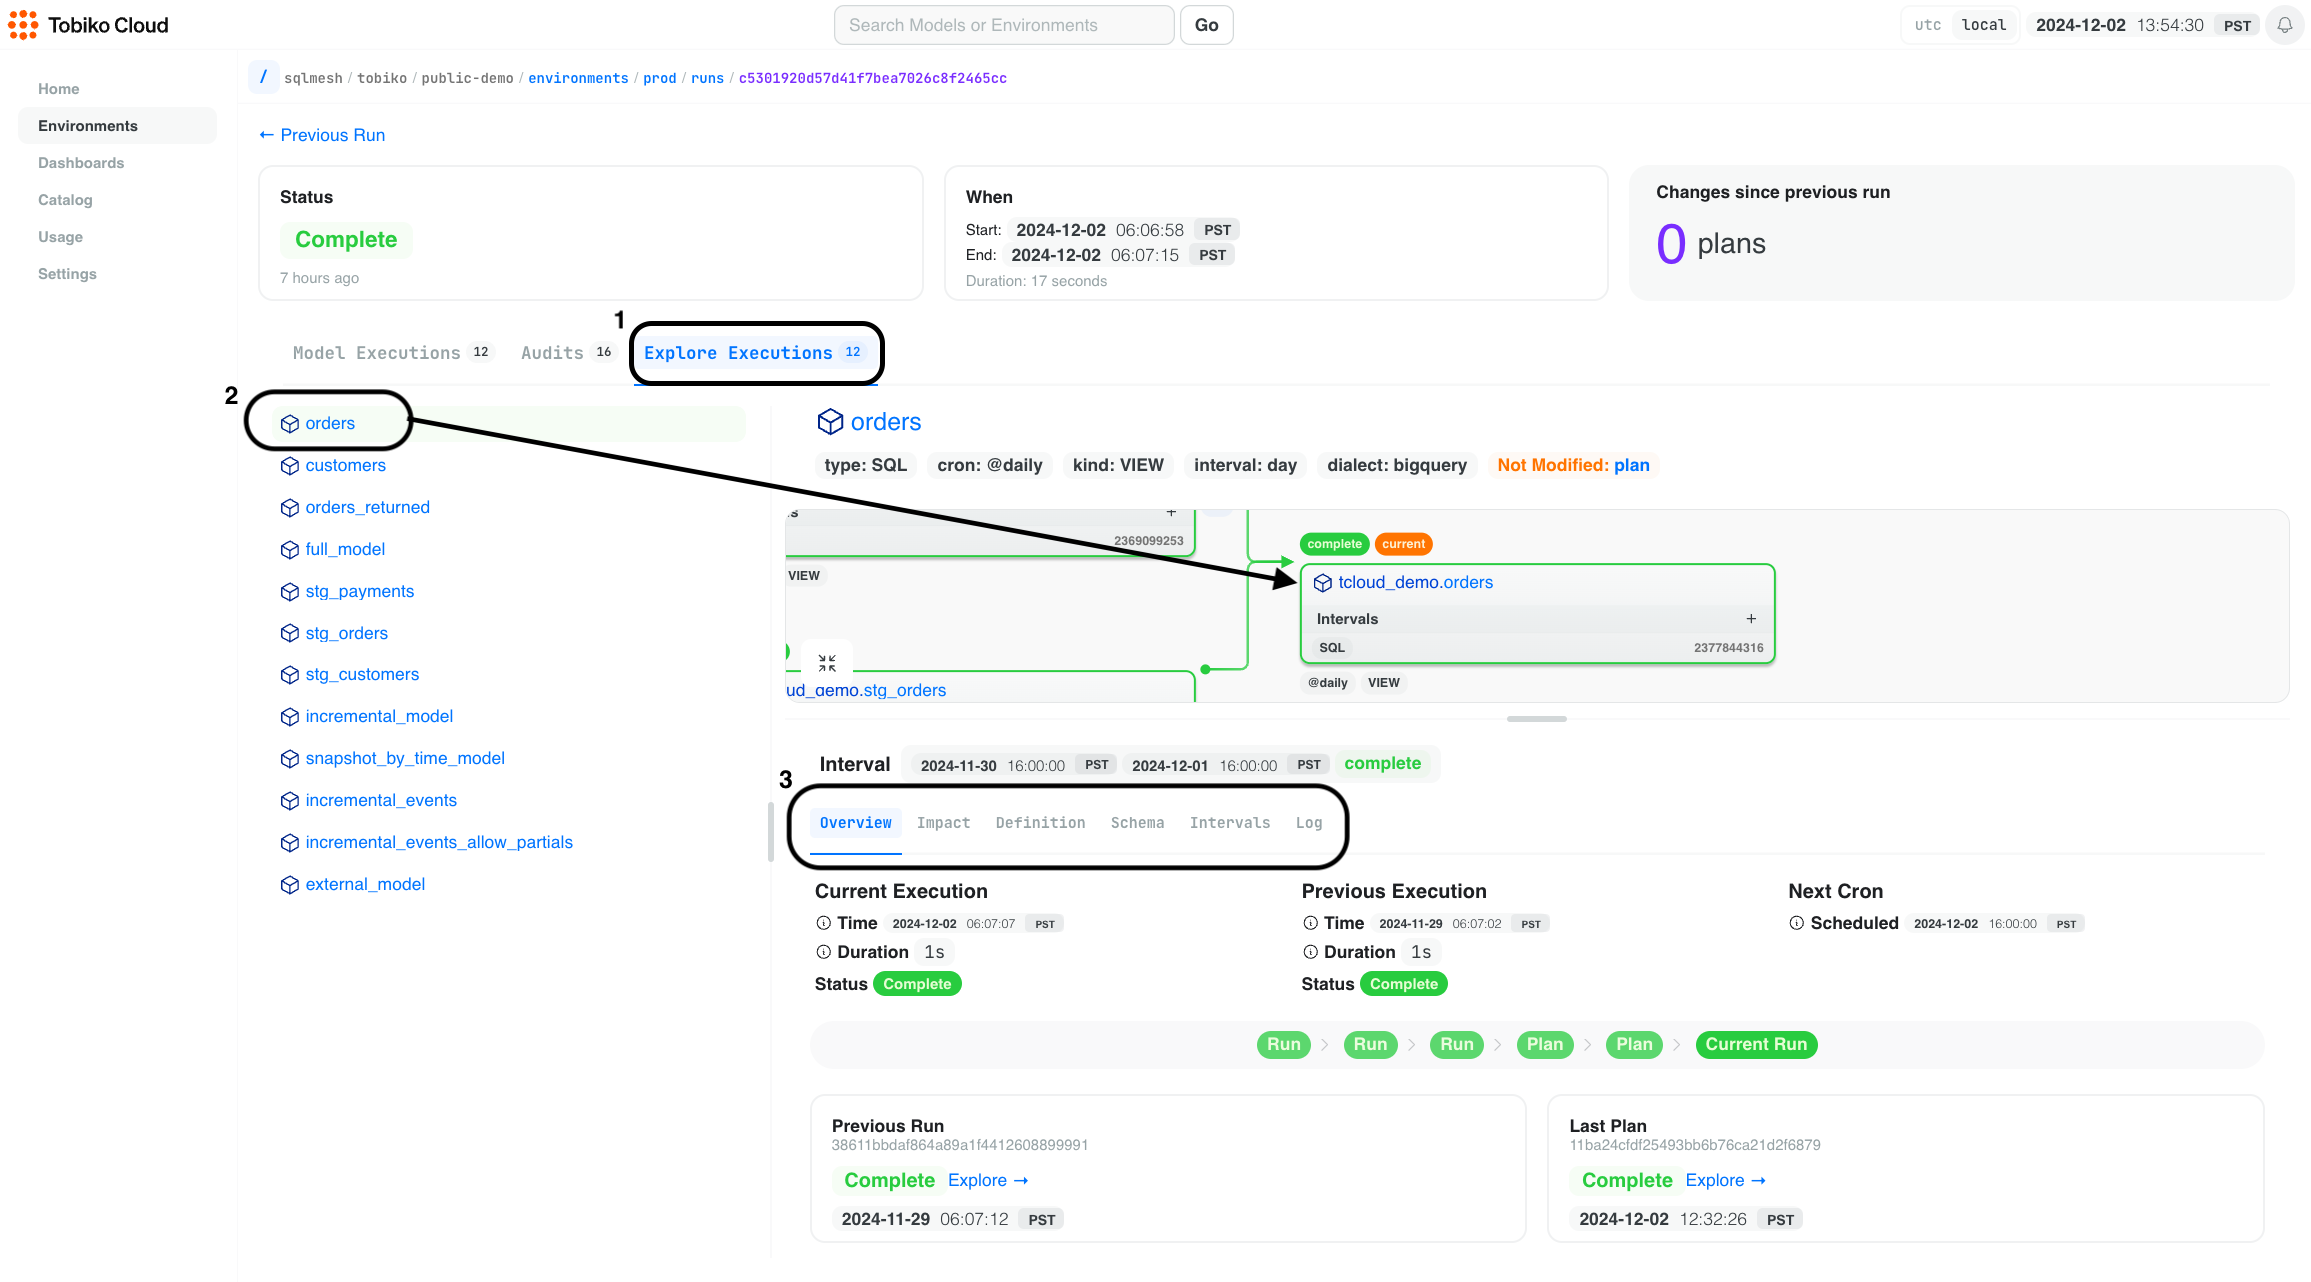 Tobiko Cloud
Search Models or Environments
Go
utc local 2024-12-02 13:54:30 PST
Home
Environments
Dashboards
Catalog
Usage
Settings
/ sqlmesh / tobiko / public-demo / environments / prod / runs / c5301920d57d41f7bea7026c8f2465cc
← Previous Run
Status
Complete
7 hours ago
When
Start: 2024-12-02 06:06:58 PST
End: 2024-12-02 06:07:15 PST
Duration: 17 seconds
Changes since previous run
0 plans
1
Model Executions 12 Audits 16 Explore Executions 12
2
orders
customers
orders_returned
full_model
stg_payments
stg_orders
stg_customers
incremental_model
snapshot_by_time_model
incremental_events
incremental_events_allow_partials
external_model
orders
type: SQL cron: @daily kind: VIEW interval: day dialect: bigquery Not Modified: plan
+
2369099253
VIEW
ud_demo.stg_orders
complete current
tcloud_demo.orders
Intervals +
SQL 2377844316
@daily VIEW
Interval 2024-11-30 16:00:00 PST 2024-12-01 16:00:00 PST complete
3
Overview Impact Definition Schema Intervals Log
Current Execution
Time 2024-12-02 06:07:07 PST
Duration 1s
Status Complete
Previous Execution
Time 2024-11-29 06:07:02 PST
Duration 1s
Status Complete
Next Cron
Scheduled 2024-12-02 16:00:00 PST
Run > Run > Run > Plan > Plan > Current Run
Previous Run
38611bbdaf864a89a1f4412608899991
Complete Explore →
2024-11-29 06:07:12 PST
Last Plan
11ba24cfdf25493bb6b76ca21d2f6879
Complete Explore →
2024-12-02 12:32:26 PST